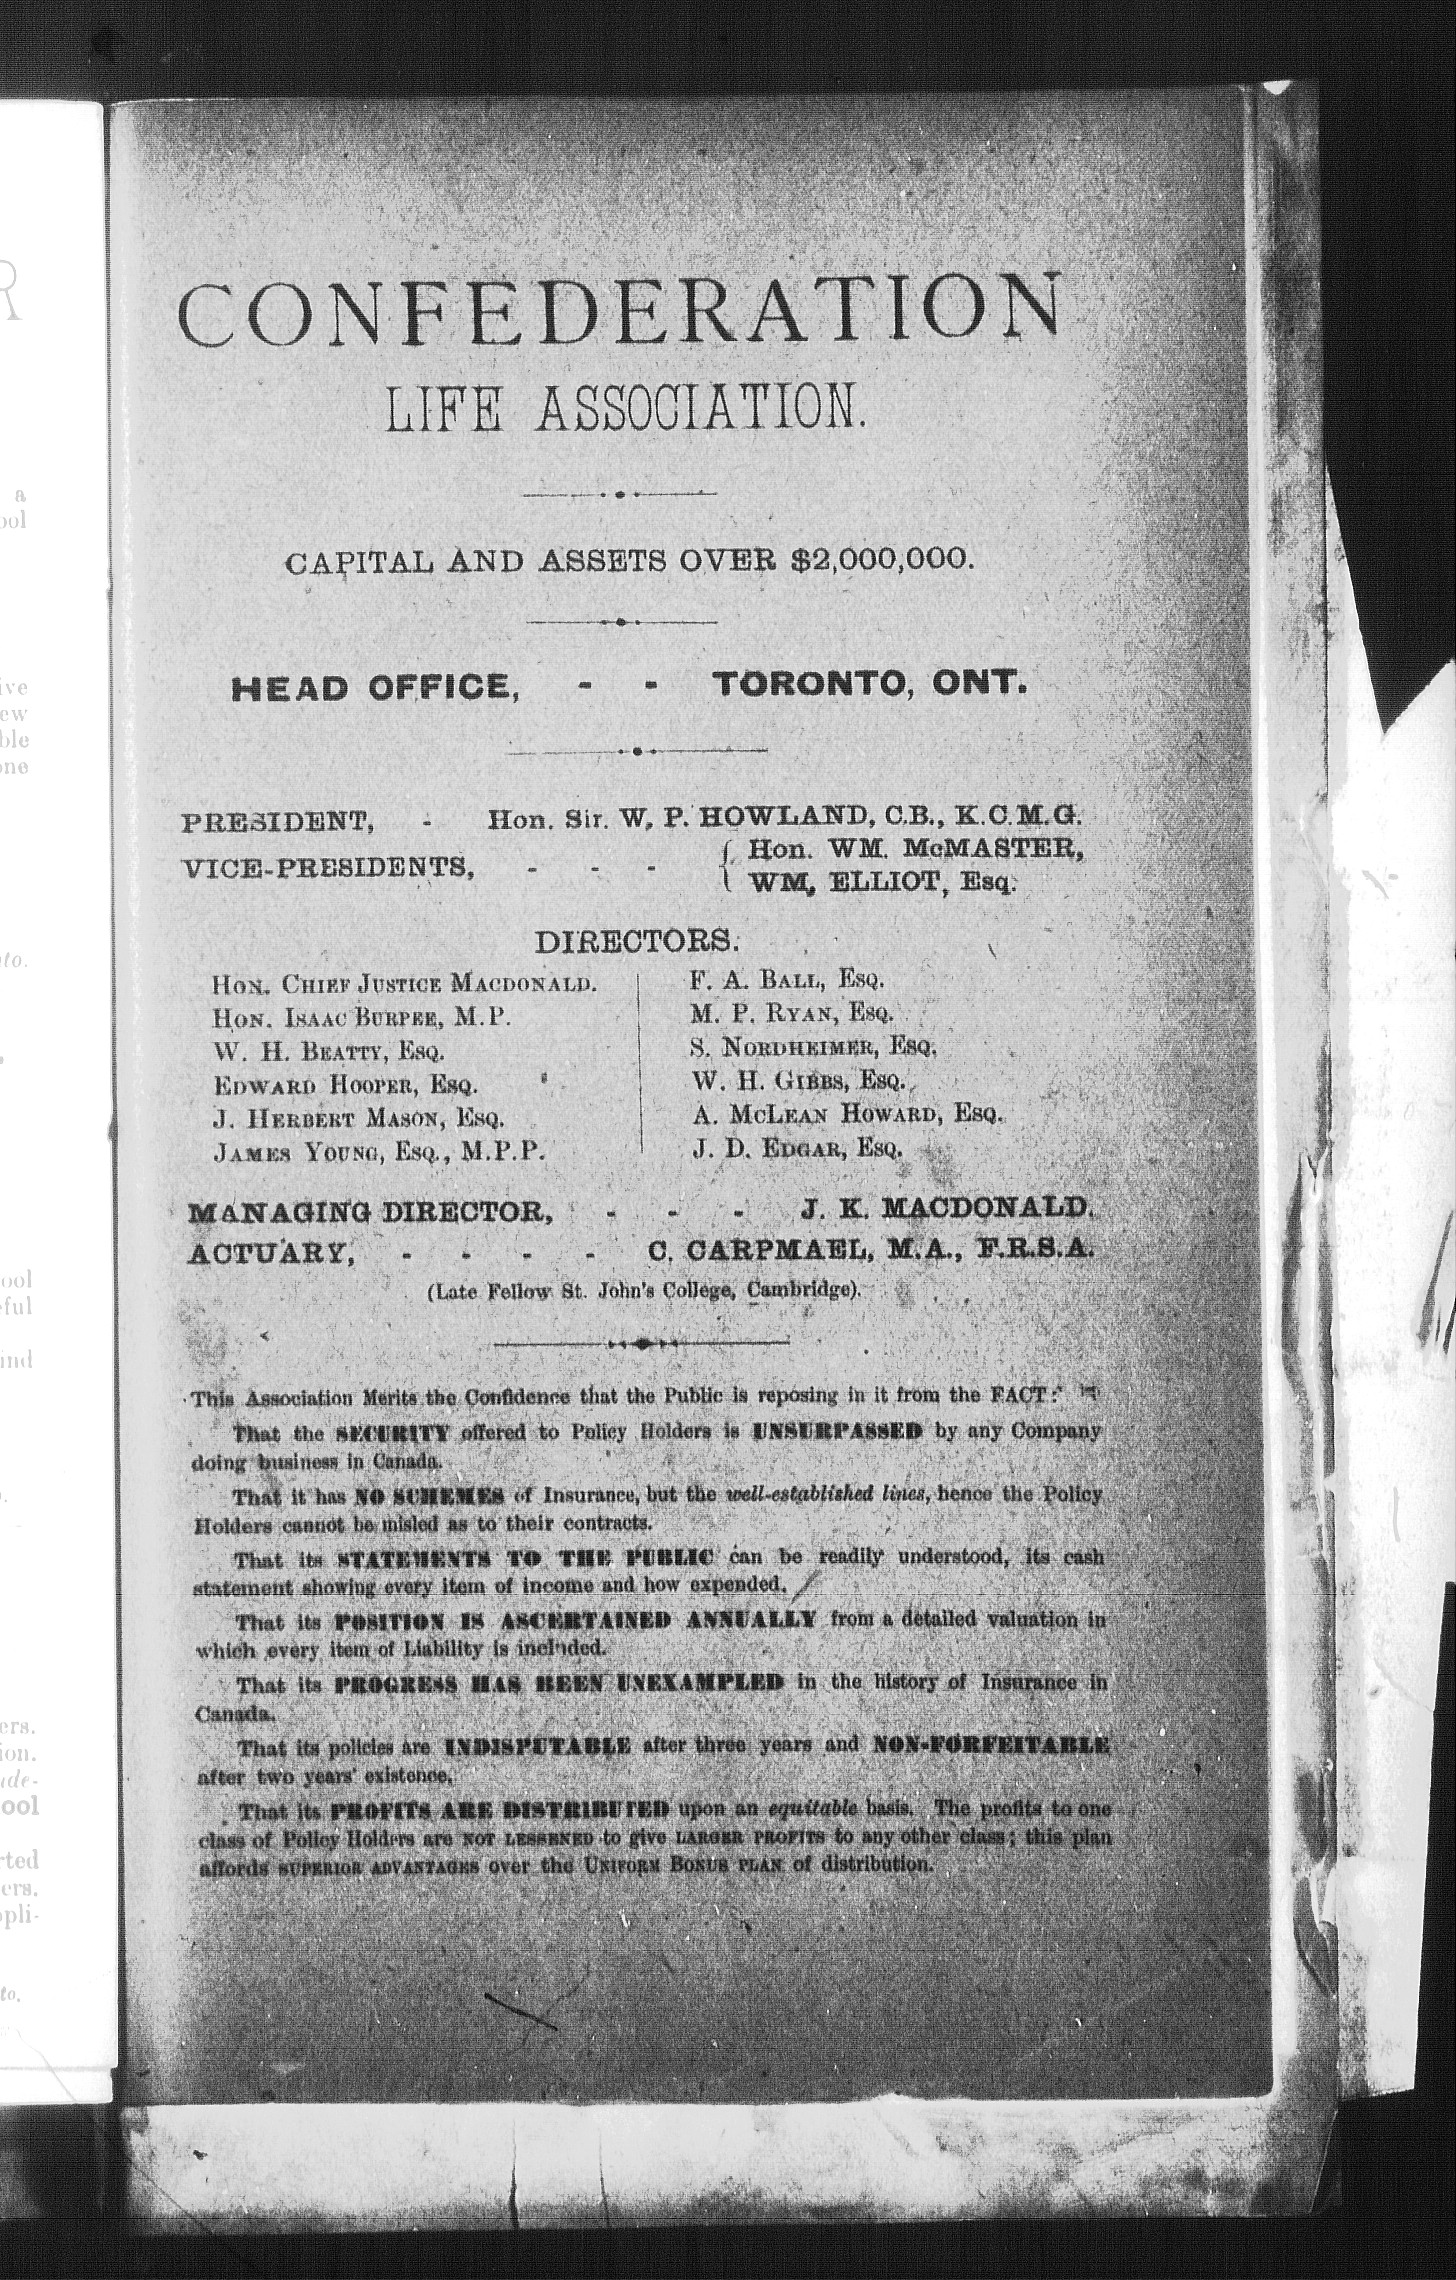 CONFEDERATION
LIFE ASSOCIATION.
CAPITAL AND ASSETS OVER $2,000,000.
HEAD OFFICE, - - TORONTO, ONT.
PRESIDENT, - Hon. Sir. W. P. HOWLAND, C.B., K.C.M.G.
VICE-PRESIDENTS, - - - { Hon. WM. McMASTER,
WM. ELLIOT, Esq.
DIRECTORS.
HON. CHIEF JUSTICE MACDONALD.
HON. ISAAC BURPEE, M.P.
W. H. BEATTY, ESQ.
EDWARD HOOPER, ESQ.
J. HERBERT MASON, ESQ.
JAMES YOUNG, ESQ., M.P.P.
F. A. BALL, ESQ.
M. P. RYAN, ESQ.
S. NORDHEIMER, ESQ.
W. H. GIBBS, ESQ.
A. MCLEAN HOWARD, ESQ.
J. D. EDGAR, ESQ.
MANAGING DIRECTOR, - - - J. K. MACDONALD.
ACTUARY, - - - - C. CARPMAEL, M.A., F.R.S.A.
(Late Fellow St. John's College, Cambridge).
This Association Merits the Confidence that the Public is reposing in it from the FACT:
That the SECURITY offered to Policy Holders is UNSURPASSED by any Company
doing business in Canada.
That it has NO SCHEMES of Insurance, but the well-established lines, hence the Policy
Holders cannot be misled as to their contracts.
That its STATEMENTS TO THE PUBLIC can be readily understood, its cash
statement showing every item of income and how expended.
That its POSITION IS ASCERTAINED ANNUALLY from a detailed valuation in
which every item of Liability is included.
That its PROGRESS HAS BEEN UNEXAMPLED in the history of Insurance in
Canada.
That its policies are INDISPUTABLE after three years and NON-FORFEITABLE
after two years' existence.
That its PROFITS ARE DISTRIBUTED upon an equitable basis. The profits to one
class of Policy Holders are NOT LESSENED to give LARGER PROFITS to any other class; this plan
affords SUPERIOR ADVANTAGES over the UNIFORM BONUS PLAN of distribution.